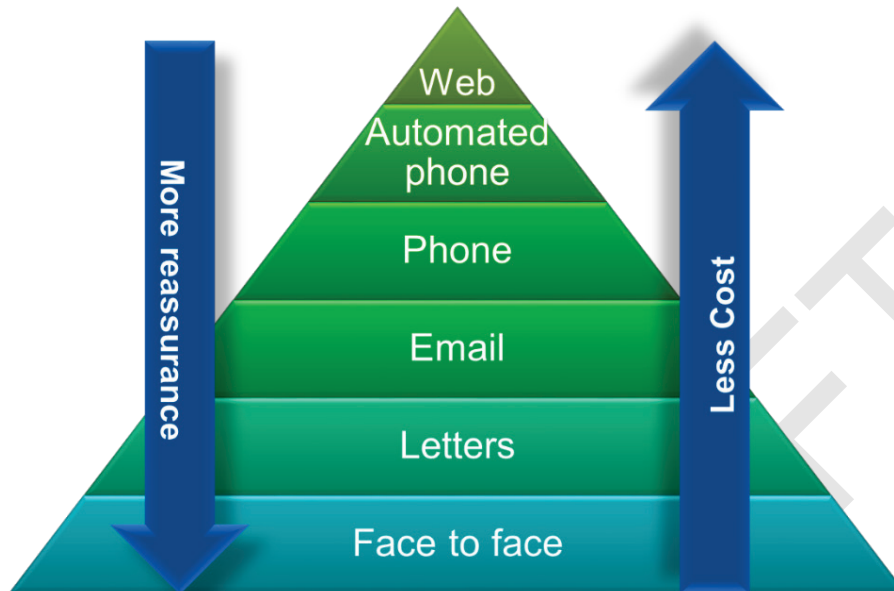 Web
Automated
phone
Phone
Email
Letters
Face to face
More reassurance
Less Cost